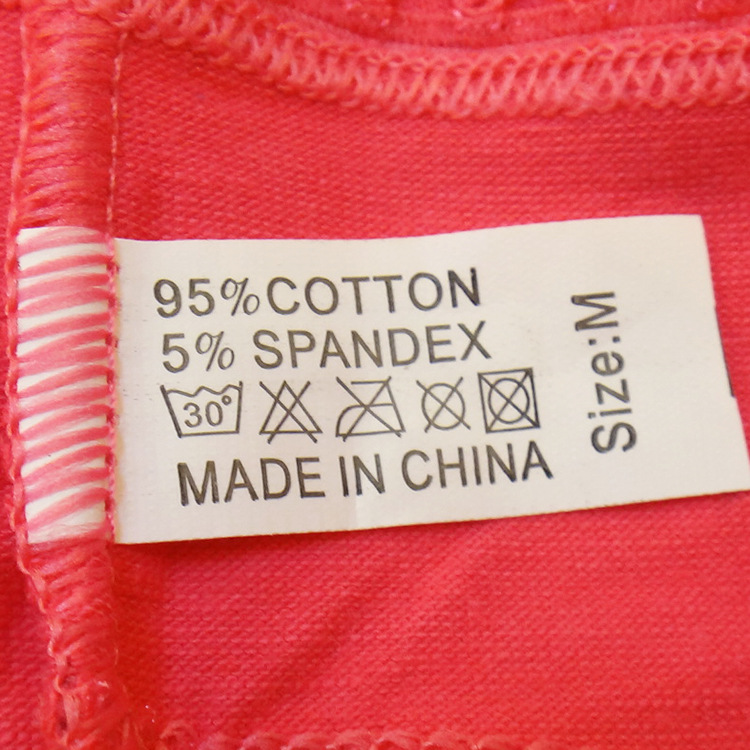 95%COTTON
5% SPANDEX
30°
MADE IN CHINA
Size:M